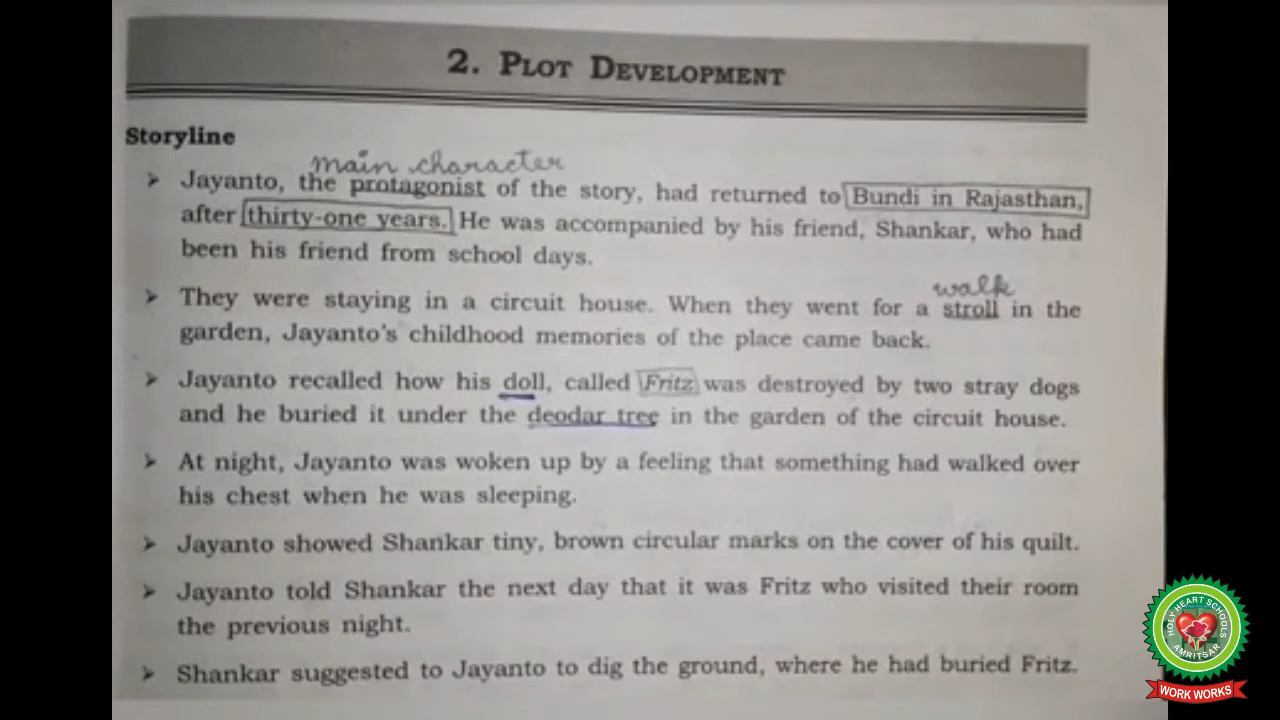 2. PLOT DEVELOPMENT
Storyline
main character
➤ Jayanto, the protagonist of the story, had returned to Bundi in Rajasthan,
after thirty-one years. He was accompanied by his friend, Shankar, who had
been his friend from school days.
walk
➤ They were staying in a circuit house. When they went for a stroll in the
garden, Jayanto's childhood memories of the place came back.
➤ Jayanto recalled how his doll, called Fritz was destroyed by two stray dogs
and he buried it under the deodar tree in the garden of the circuit house.
➤ At night, Jayanto was woken up by a feeling that something had walked over
his chest when he was sleeping.
➤ Jayanto showed Shankar tiny, brown circular marks on the cover of his quilt.
➤ Jayanto told Shankar the next day that it was Fritz who visited their room
the previous night.
➤ Shankar suggested to Jayanto to dig the ground, where he had buried Fritz.
HOLY HEART SCHOOLS
AMRITSAR
WORK WORKS